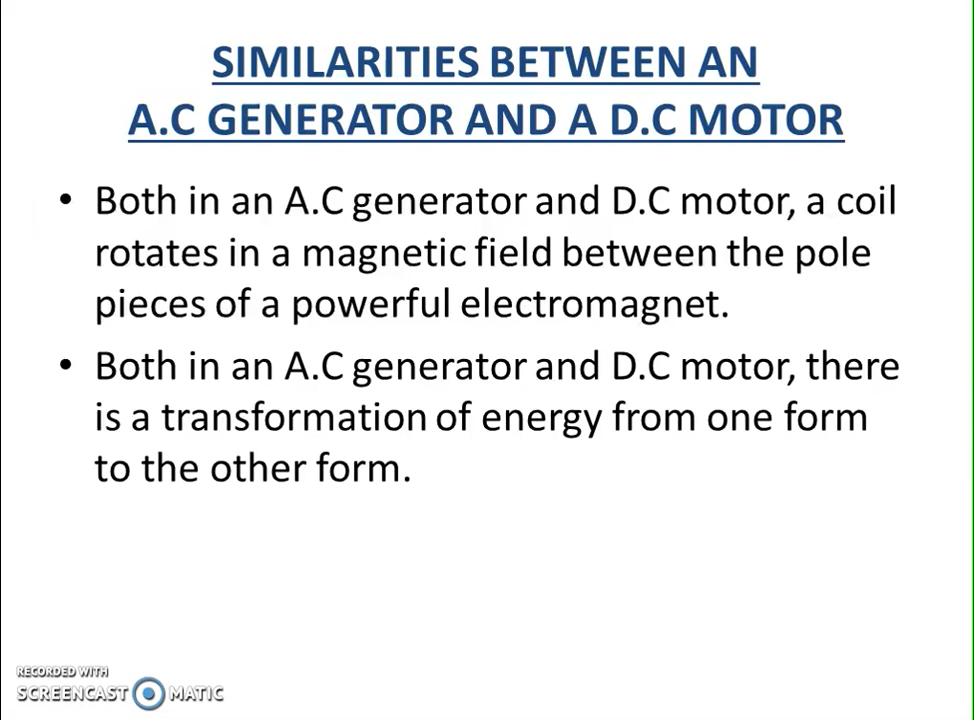 SIMILARITIES BETWEEN AN
A.C GENERATOR AND A D.C MOTOR
• Both in an A.C generator and D.C motor, a coil
rotates in a magnetic field between the pole
pieces of a powerful electromagnet.
• Both in an A.C generator and D.C motor, there
is a transformation of energy from one form
to the other form.
RECORDED WITH
SCREENCAST MATIC